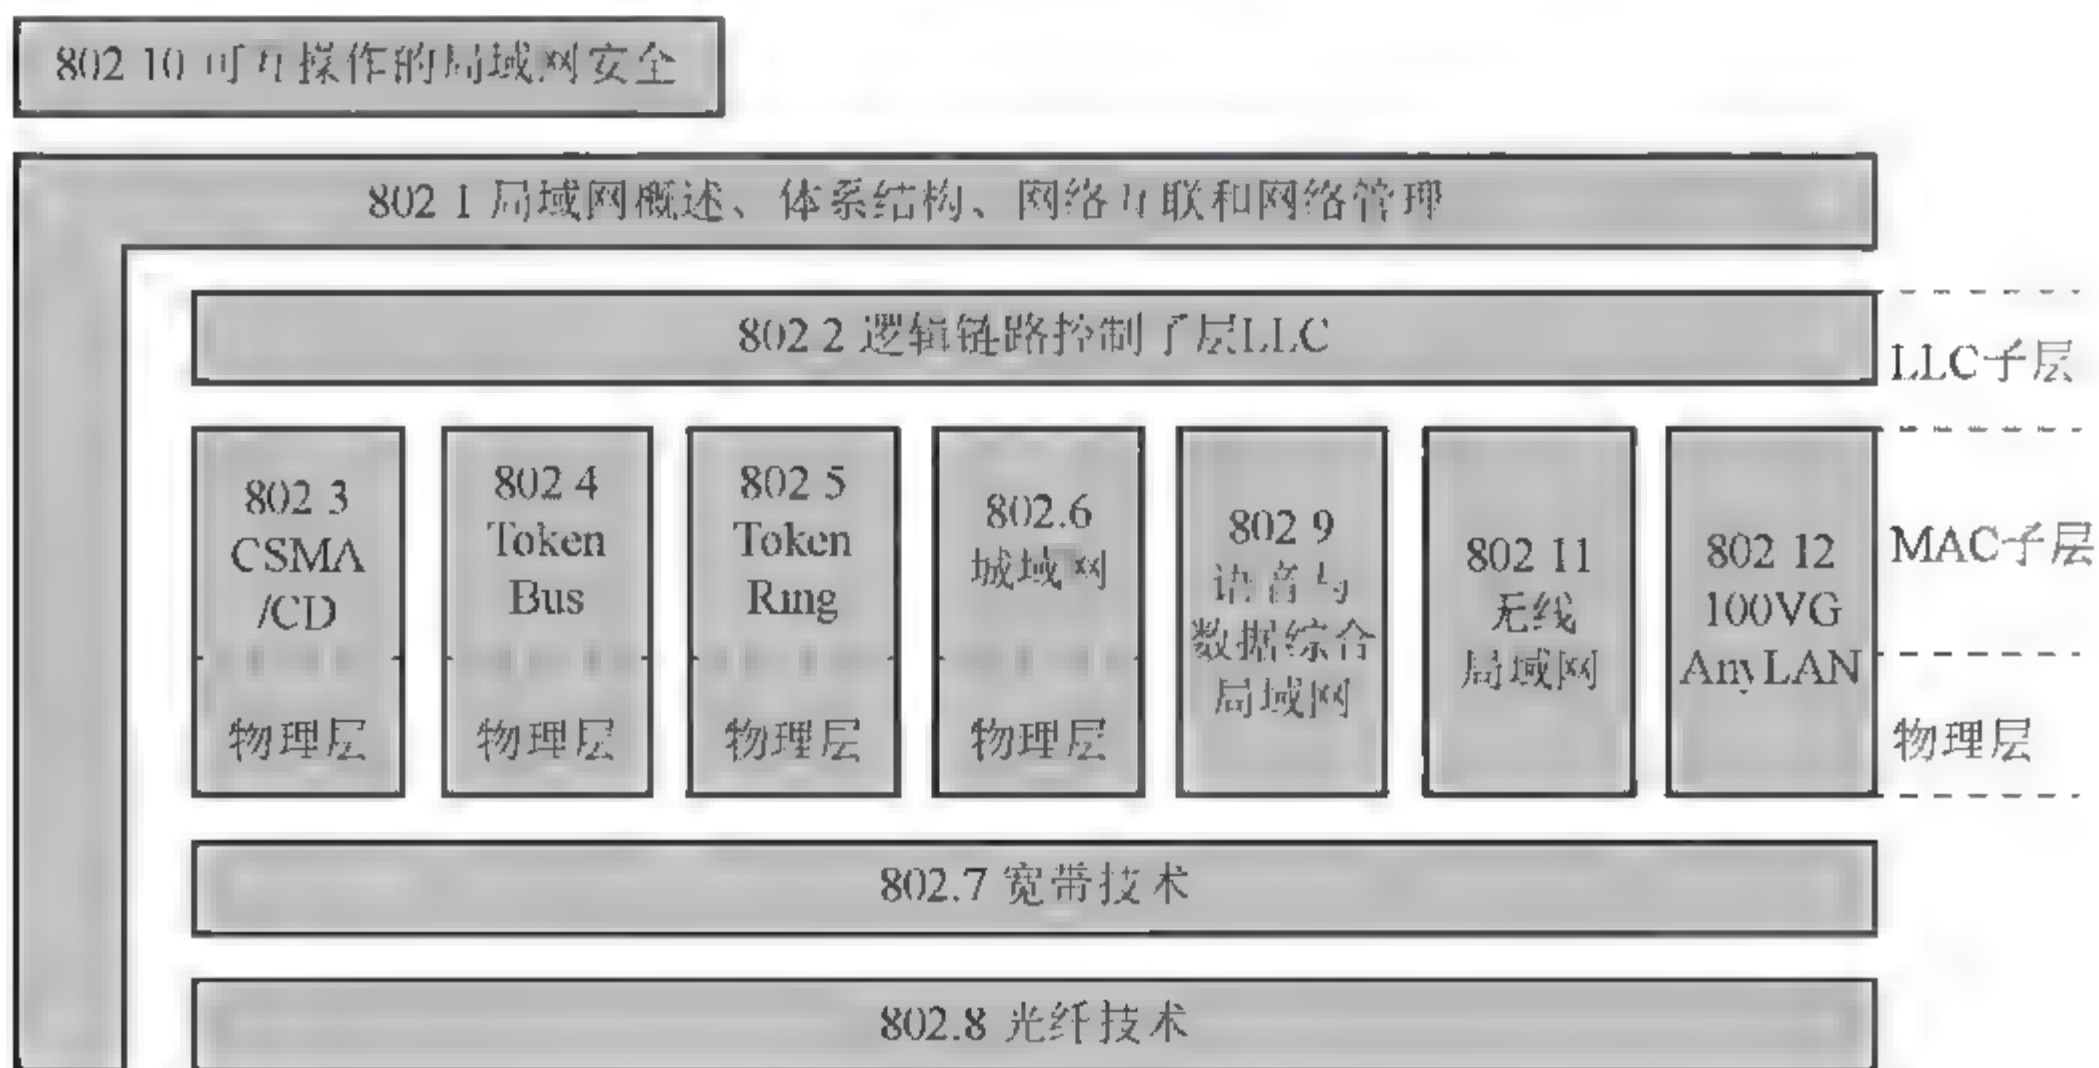 802 10 可互操作的局域网安全
802 1 局域网概述、体系结构、网络互联和网络管理
802 2 逻辑链路控制子层LLC
LLC子层
802 3
CSMA
/CD
物理层
802 4
Token
Bus
物理层
802 5
Token
Ring
物理层
802.6
城域网
物理层
802 9
语音与
数据综合
局域网
802 11
无线
局域网
802 12
100VG
AnyLAN
MAC子层
物理层
802.7 宽带技术
802.8 光纤技术